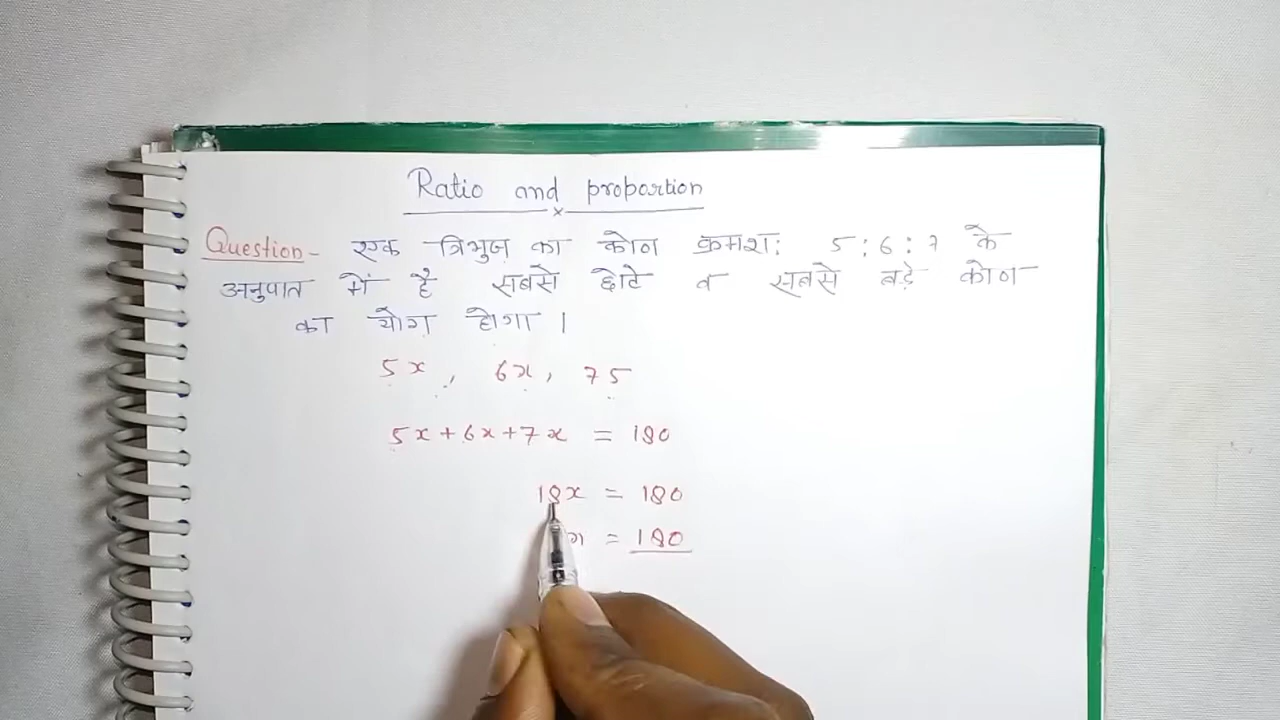 Ratio and proportion
Question - एक त्रिभुज का कोण क्रमशः 5 : 6 : 7 के
अनुपात में है सबसे छोटे व सबसे बड़े कोण
का योग होगा ।
5x , 6x , 75
5x + 6x + 7x = 180
18x = 180
x = 180